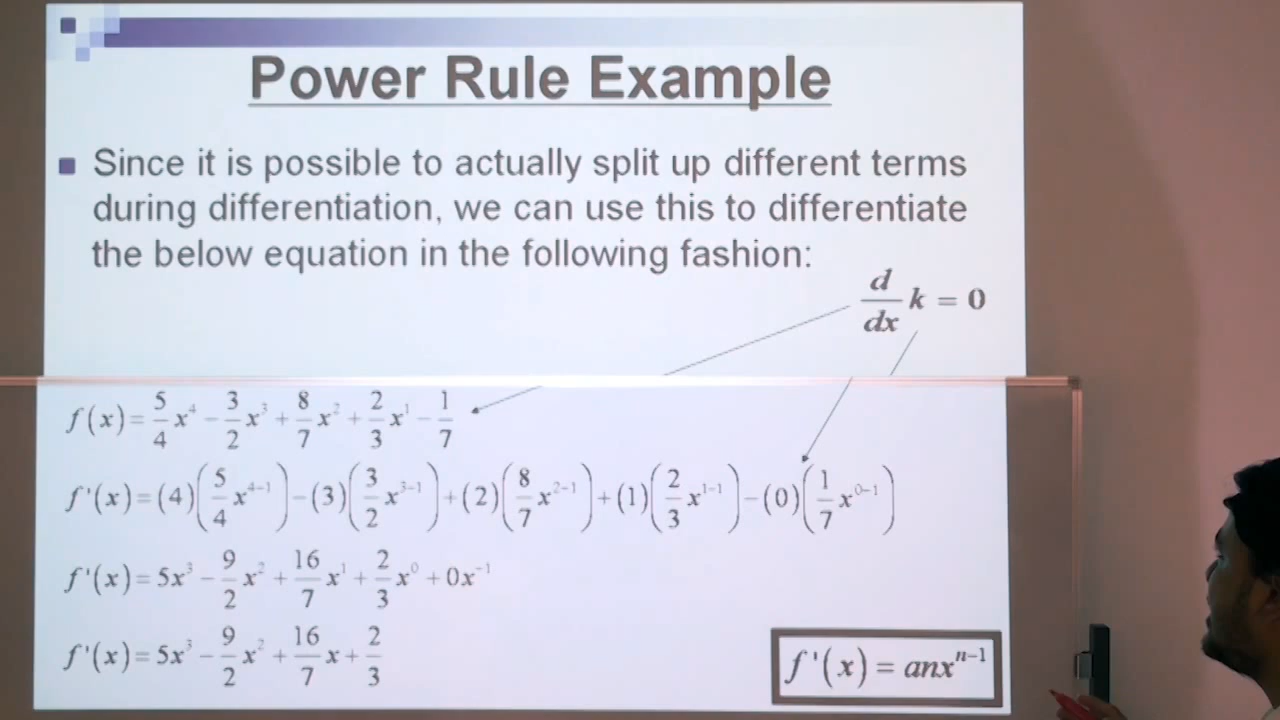 Power Rule Example
Since it is possible to actually split up different terms
during differentiation, we can use this to differentiate
the below equation in the following fashion:
d/dx k = 0
f(x) = 5/4 x^4 − 3/2 x^3 + 8/7 x^2 + 2/3 x^1 − 1/7
f'(x) = (4)(5/4 x^(4−1)) − (3)(3/2 x^(3−1)) + (2)(8/7 x^(2−1)) + (1)(2/3 x^(1−1)) − (0)(1/7 x^(0−1))
f'(x) = 5x^3 − 9/2 x^2 + 16/7 x^1 + 2/3 x^0 + 0x^−1
f'(x) = 5x^3 − 9/2 x^2 + 16/7 x + 2/3
f'(x) = anx^(n−1)